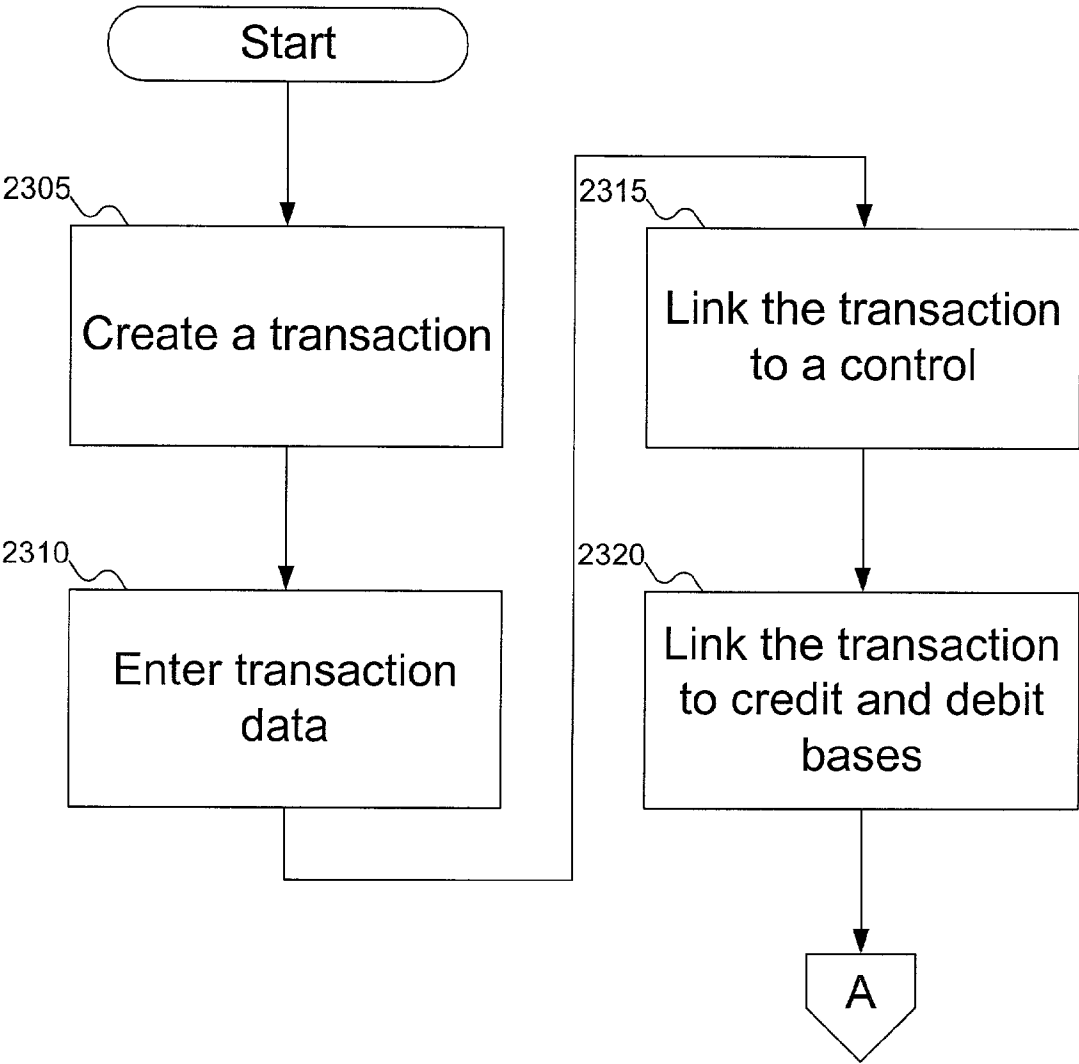 Start
2305
Create a transaction
2310
Enter transaction
data
2315
Link the transaction
to a control
2320
Link the transaction
to credit and debit
bases
A